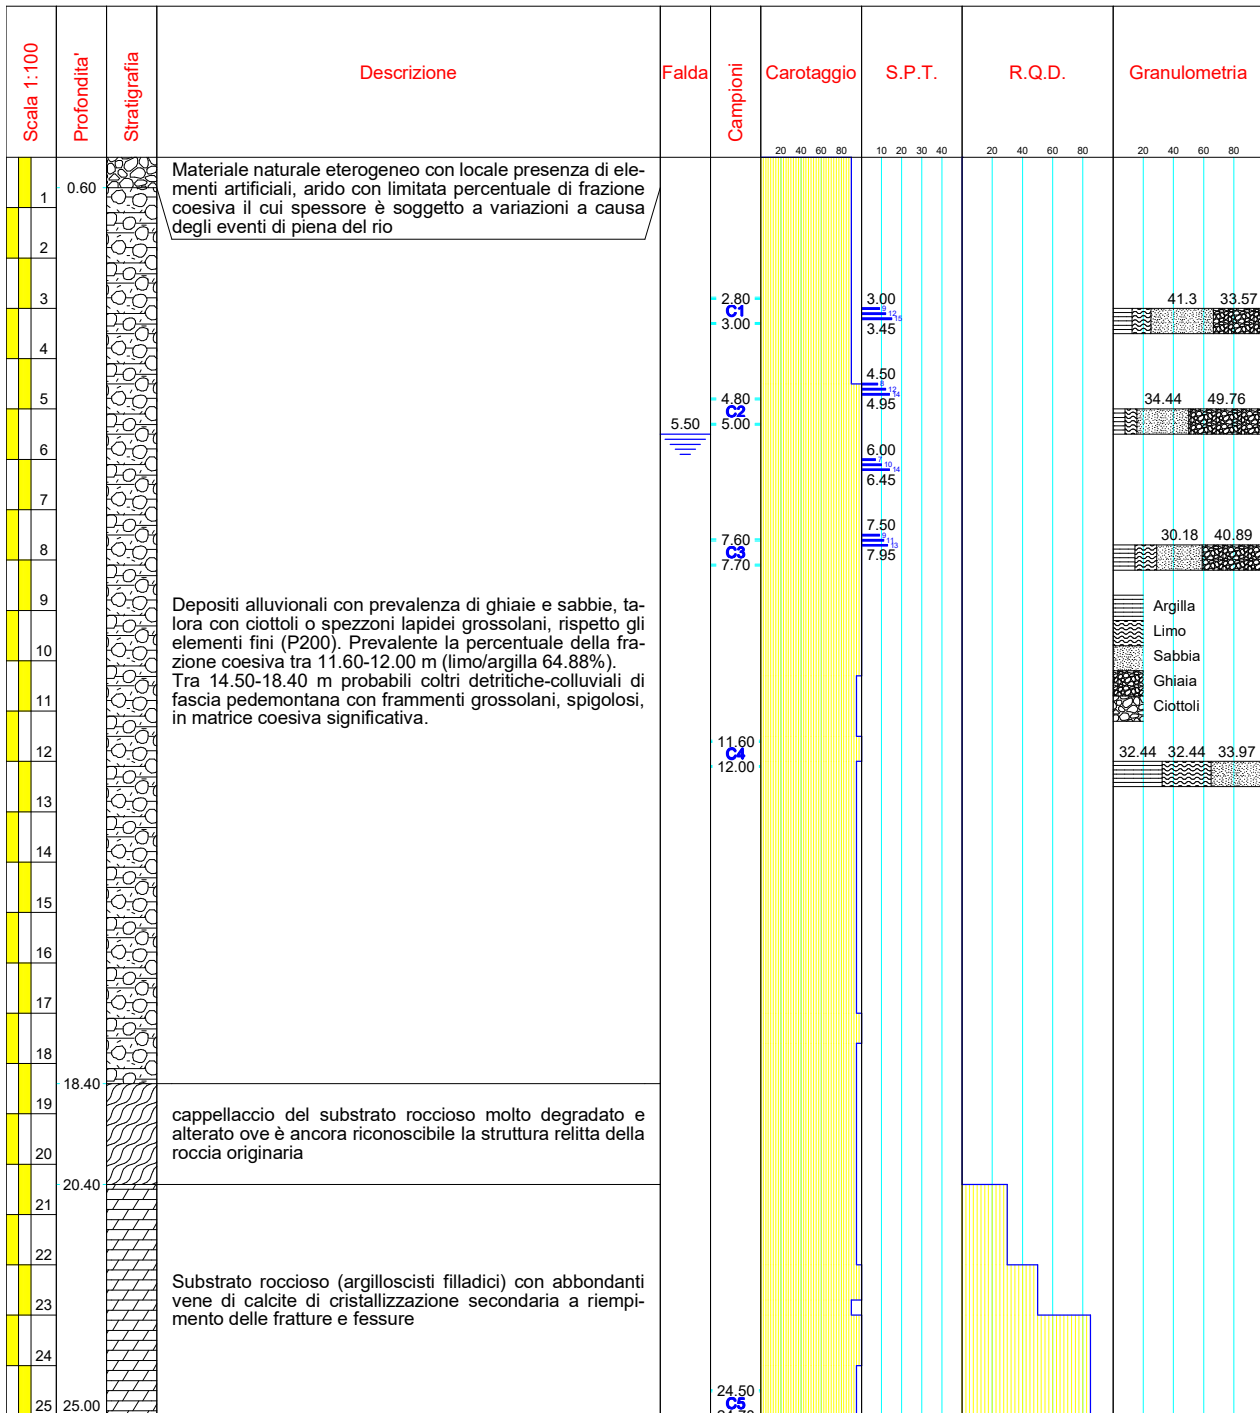 Scala 1:100
Profondita'
Stratigrafia
Descrizione
Falda
Campioni
Carotaggio
S.P.T.
R.Q.D.
Granulometria
20 40 60 80
10 20 30 40
20 40 60 80
20 40 60 80
Materiale naturale eterogeneo con locale presenza di ele-
menti artificiali, arido con limitata percentuale di frazione
coesiva il cui spessore è soggetto a variazioni a causa
degli eventi di piena del rio
0.60
1
2
3
2.80
C1
3.00
3.00
9
12
15
3.45
41.3 33.57
4
4.50
8
12
14
4.95
5
4.80
C2
5.00
34.44 49.76
5.50
6
6.00
7
10
14
6.45
7
7.50
9
11
13
7.95
8
7.60
C3
7.70
30.18 40.89
9
Depositi alluvionali con prevalenza di ghiaie e sabbie, ta-
lora con ciottoli o spezzoni lapidei grossolani, rispetto gli
elementi fini (P200). Prevalente la percentuale della fra-
zione coesiva tra 11.60-12.00 m (limo/argilla 64.88%).
Tra 14.50-18.40 m probabili coltri detritiche-colluviali di
fascia pedemontana con frammenti grossolani, spigolosi,
in matrice coesiva significativa.
Argilla
Limo
Sabbia
Ghiaia
Ciottoli
10
11
12
11.60
C4
12.00
32.44 32.44 33.97
13
14
15
16
17
18
18.40
19
cappellaccio del substrato roccioso molto degradato e
alterato ove è ancora riconoscibile la struttura relitta della
roccia originaria
20
20.40
21
22
Substrato roccioso (argilloscisti filladici) con abbondanti
vene di calcite di cristallizzazione secondaria a riempi-
mento delle fratture e fessure
23
24
24.50
C5
25
25.00